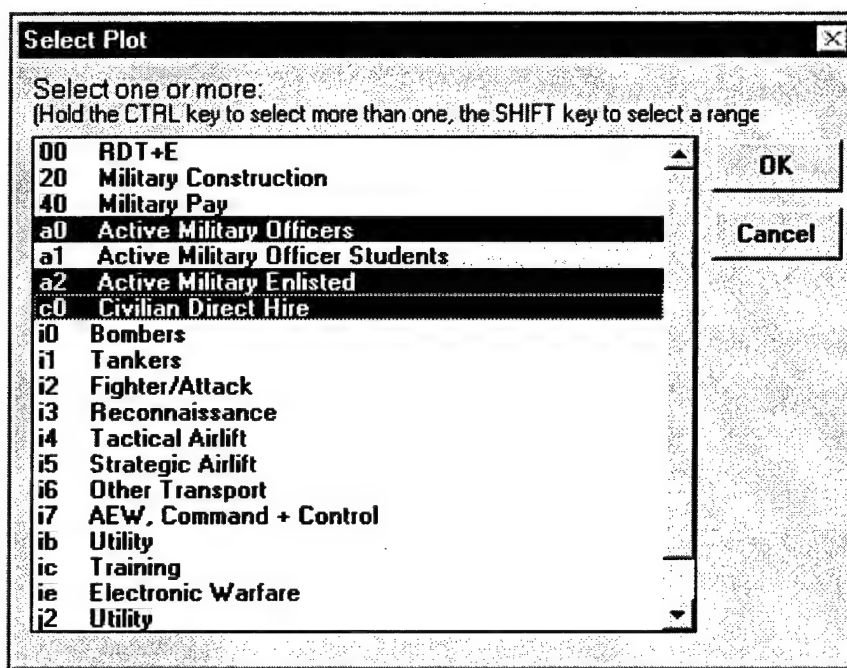 Select Plot
Select one or more:
(Hold the CTRL key to select more than one, the SHIFT key to select a range
00 RDT+E
20 Military Construction
40 Military Pay
a0 Active Military Officers
a1 Active Military Officer Students
a2 Active Military Enlisted
c0 Civilian Direct Hire
i0 Bombers
i1 Tankers
i2 Fighter/Attack
i3 Reconnaissance
i4 Tactical Airlift
i5 Strategic Airlift
i6 Other Transport
i7 AEW, Command + Control
ib Utility
ic Training
ie Electronic Warfare
j2 Utility
OK
Cancel